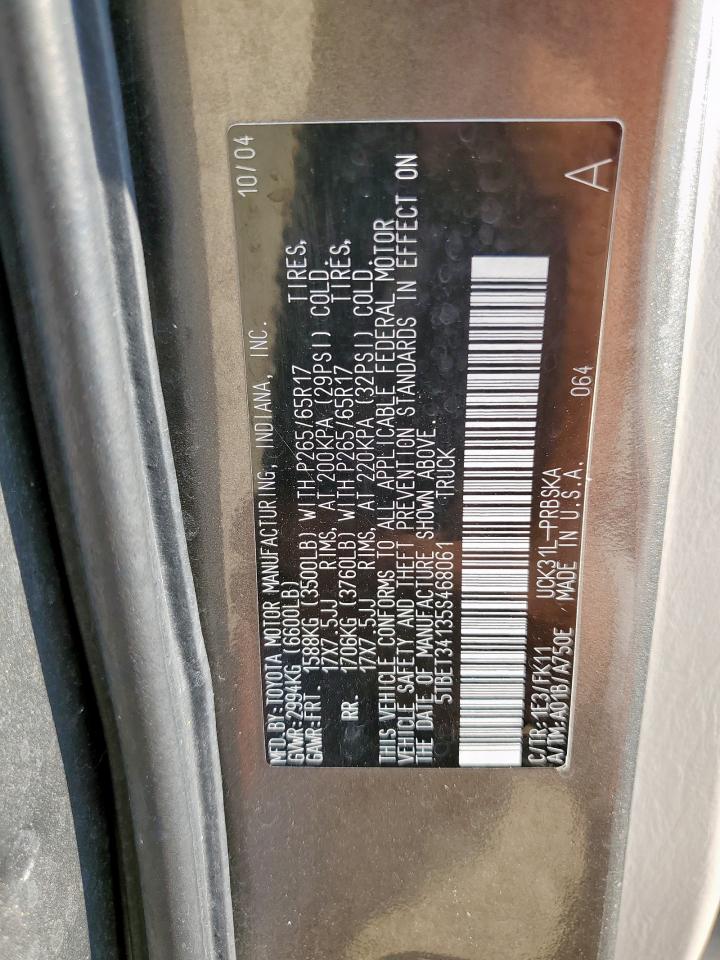 MFD.BY:TOYOTA MOTOR MANUFACTURING, INDIANA, INC. 10/04
GVWR:2994KG (6600LB)
GAWR:FRT. 1588KG (3500LB) WITH P265/65R17 TIRES,
17X7.5JJ RIMS, AT 200KPA (29PSI) COLD.
RR. 1706KG (3760LB) WITH P265/65R17 TIRES,
17X7.5JJ RIMS, AT 220KPA (32PSI) COLD.
THIS VEHICLE CONFORMS TO ALL APPLICABLE FEDERAL MOTOR
VEHICLE SAFETY AND THEFT PREVENTION STANDARDS IN EFFECT ON
THE DATE OF MANUFACTURE SHOWN ABOVE.
5TBET34135S468061 TRUCK
C/TR:1E3/FK11 UCK31L-PRBSKA 064
A/TM:A01B/A750E MADE IN U.S.A. A